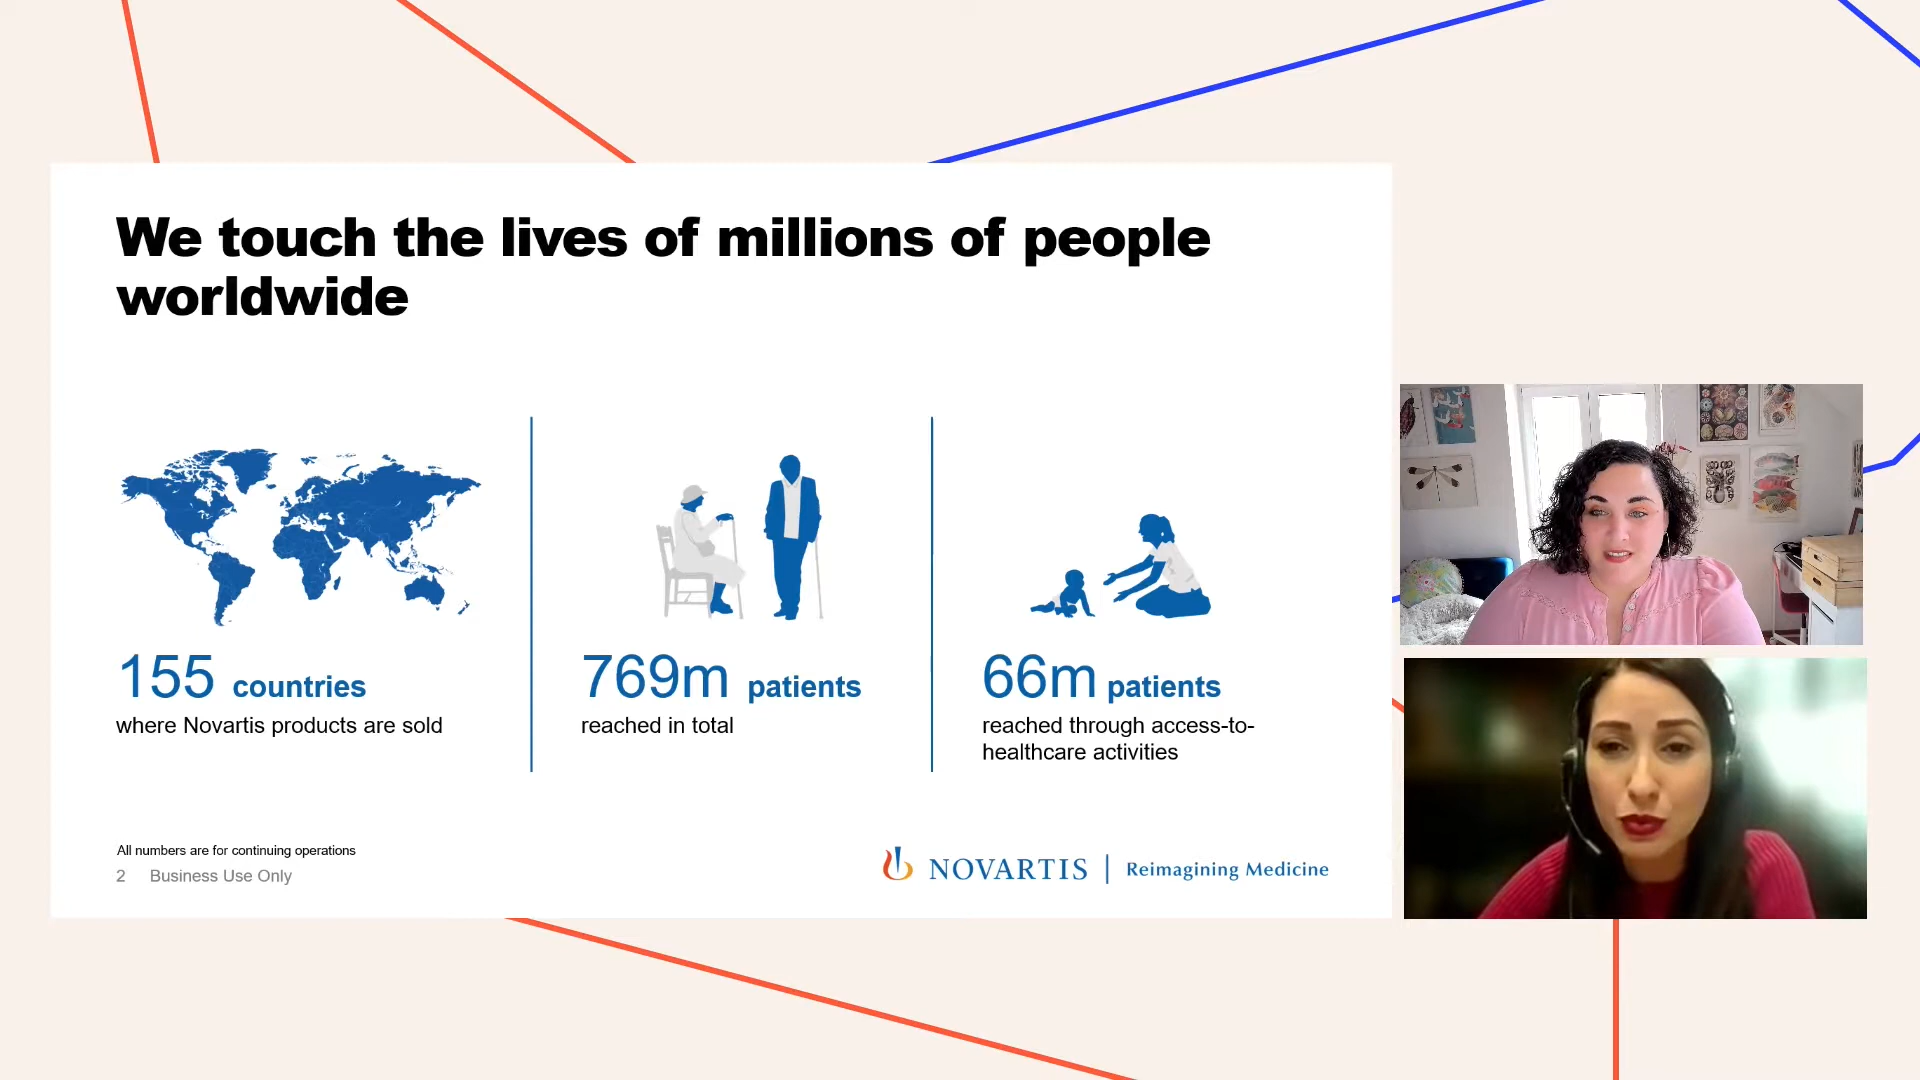 We touch the lives of millions of people
worldwide
155 countries
where Novartis products are sold
769m patients
reached in total
66m patients
reached through access-to-
healthcare activities
All numbers are for continuing operations
2 Business Use Only
NOVARTIS | Reimagining Medicine